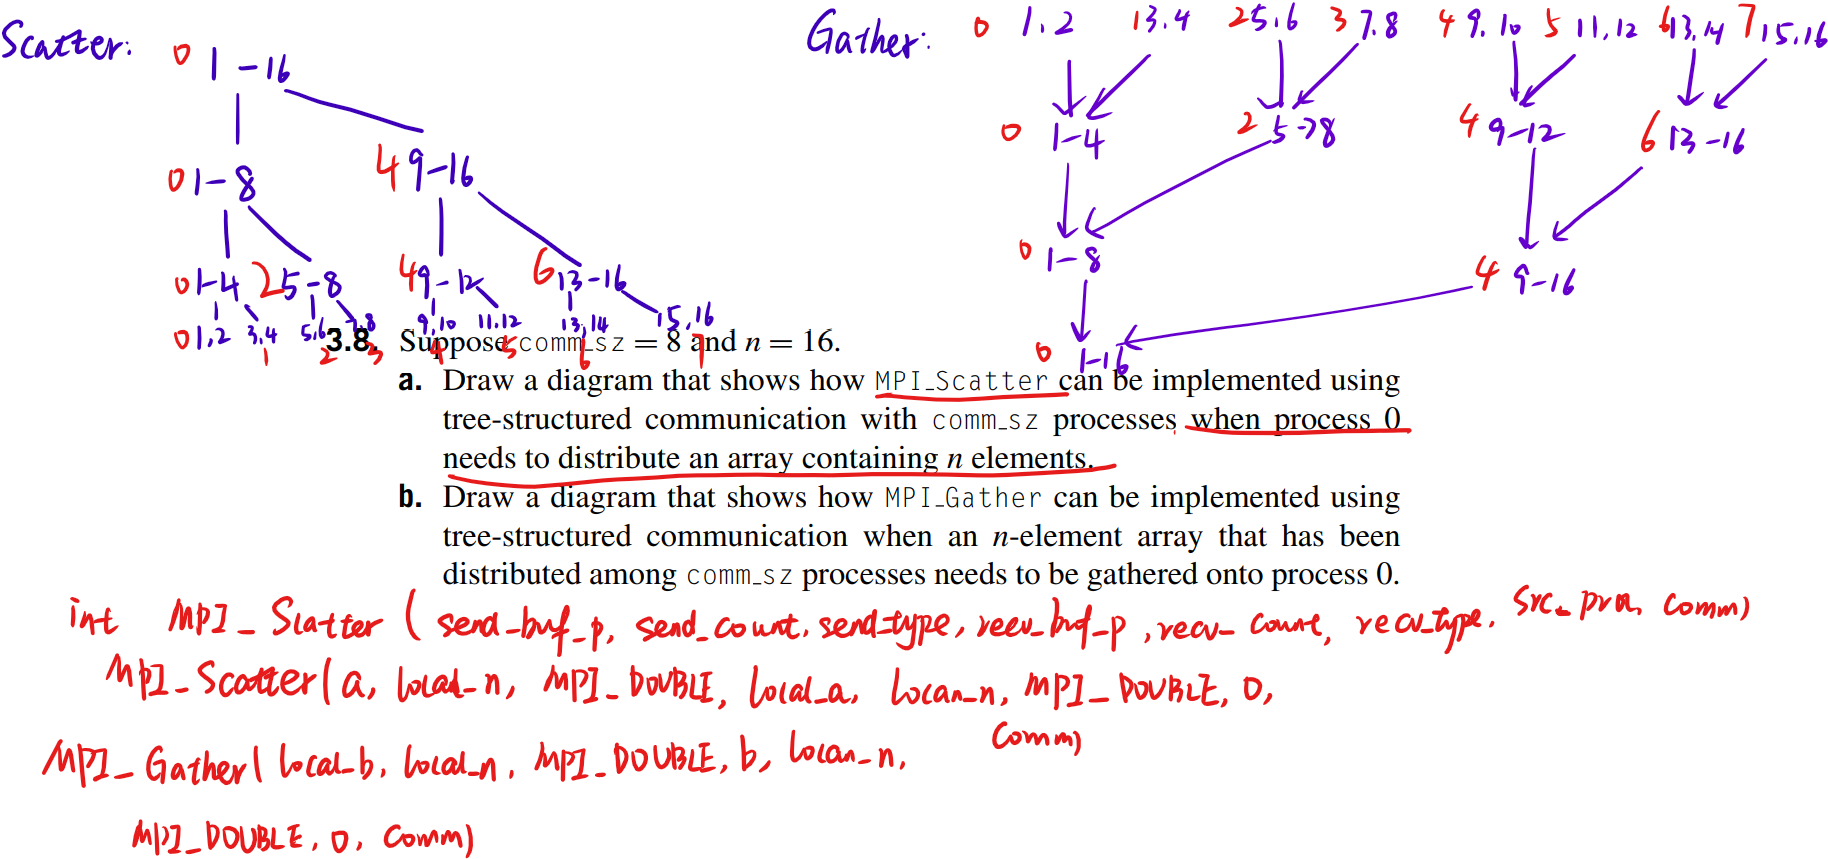 Scatter:
0 1-16
0 1-8 4 9-16
0 1-4 2 5-8 4 9-12 6 13-16
0 1,2 3,4 5,6 7,8 9,10 11,12 13,14 15,16
1 2 3 4 5 6 7
Gather: 0 1,2 1 3,4 2 5,6 3 7,8 4 9,10 5 11,12 6 13,14 7 15,16
0 1-4 2 5->8 4 9-12 6 13-16
0 1-8 4 9-16
0 1-16
3.8. Suppose comm_sz = 8 and n = 16.
a. Draw a diagram that shows how MPI_Scatter can be implemented using
tree-structured communication with comm_sz processes when process 0
needs to distribute an array containing n elements.
b. Draw a diagram that shows how MPI_Gather can be implemented using
tree-structured communication when an n-element array that has been
distributed among comm_sz processes needs to be gathered onto process 0.
int MPI_Scatter ( send_buf_p, send_count, send_type, recv_buf_p, recv_count, recv_type, src_proc, comm)
MPI_Scatter(a, local_n, MPI_DOUBLE, local_a, locan_n, MPI_DOUBLE, 0,
comm)
MPI_Gather( local_b, local_n, MPI_DOUBLE, b, locan_n,
MPI_DOUBLE, 0, comm)